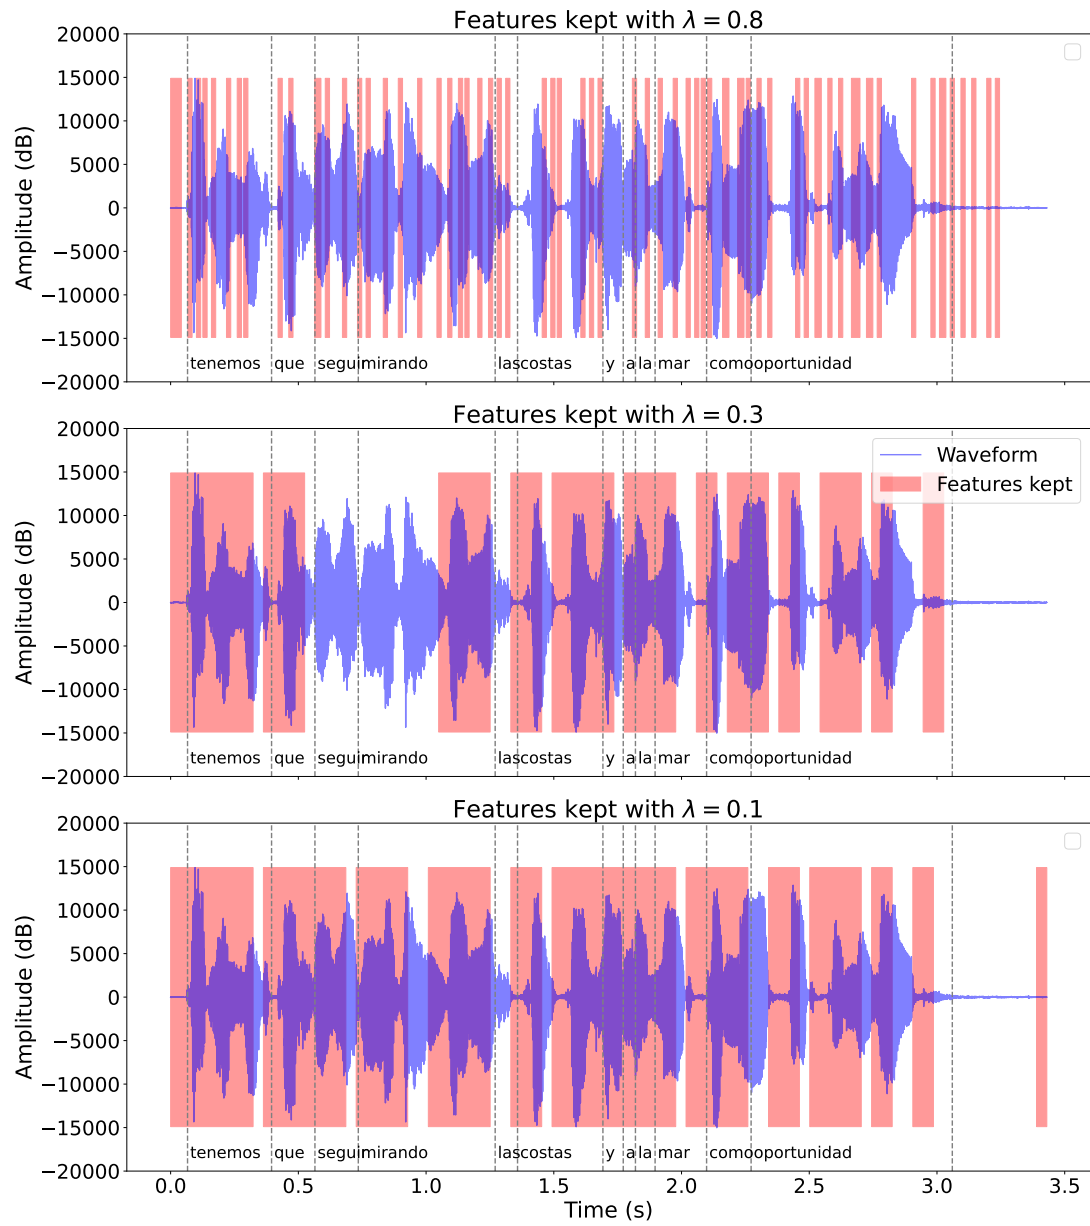 Features kept with λ = 0.8
20000
15000
10000
5000
0
−5000
−10000
−15000
−20000
Amplitude (dB)
tenemos que seguimirando lascostas y a la mar comooportunidad
Features kept with λ = 0.3
20000
15000
10000
5000
0
−5000
−10000
−15000
−20000
Amplitude (dB)
Waveform
Features kept
tenemos que seguimirando lascostas y a la mar comooportunidad
Features kept with λ = 0.1
20000
15000
10000
5000
0
−5000
−10000
−15000
−20000
Amplitude (dB)
tenemos que seguimirando lascostas y a la mar comooportunidad
0.0 0.5 1.0 1.5 2.0 2.5 3.0 3.5
Time (s)